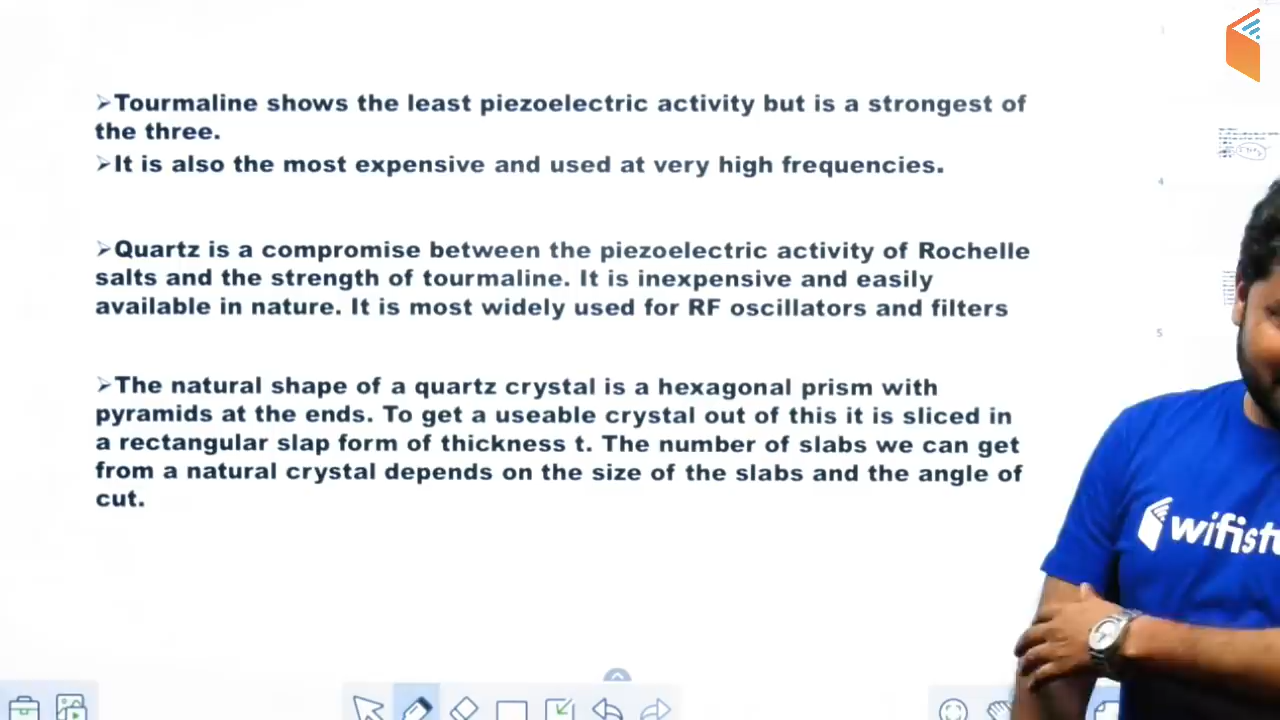 ➢Tourmaline shows the least piezoelectric activity but is a strongest of
the three.
➢It is also the most expensive and used at very high frequencies.
➢Quartz is a compromise between the piezoelectric activity of Rochelle
salts and the strength of tourmaline. It is inexpensive and easily
available in nature. It is most widely used for RF oscillators and filters
➢The natural shape of a quartz crystal is a hexagonal prism with
pyramids at the ends. To get a useable crystal out of this it is sliced in
a rectangular slap form of thickness t. The number of slabs we can get
from a natural crystal depends on the size of the slabs and the angle of
cut.
4
5
wifistu